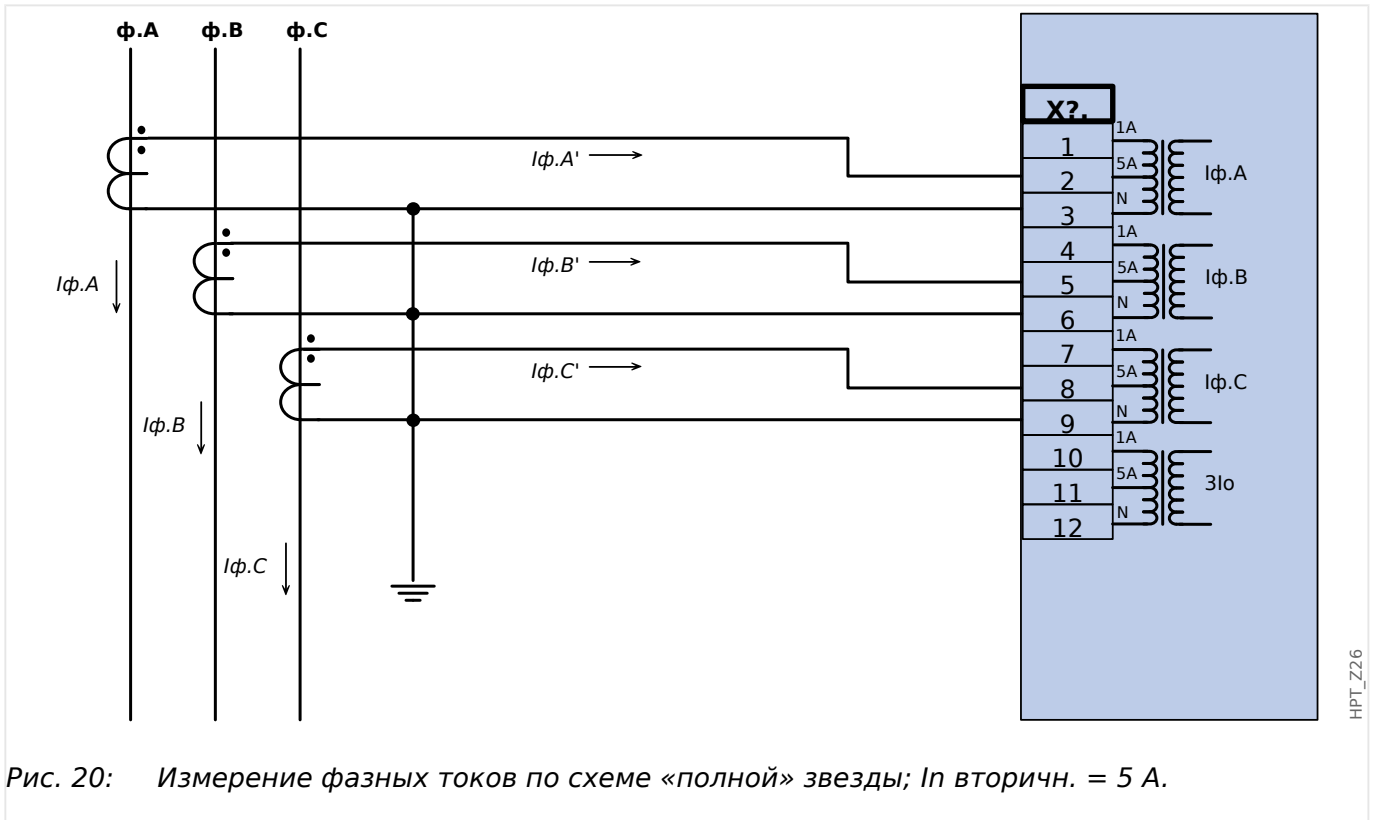 ф.A ф.B ф.C
X?.
1
2
3
4
5
6
7
8
9
10
11
12
1A
5A
N
Iф.A
1A
5A
N
Iф.B
1A
5A
N
Iф.C
1A
5A
N
3Io
Iф.A'
Iф.B'
Iф.C'
Iф.A
Iф.B
Iф.C
HPT_Z26
Рис. 20: Измерение фазных токов по схеме «полной» звезды; In вторичн. = 5 А.